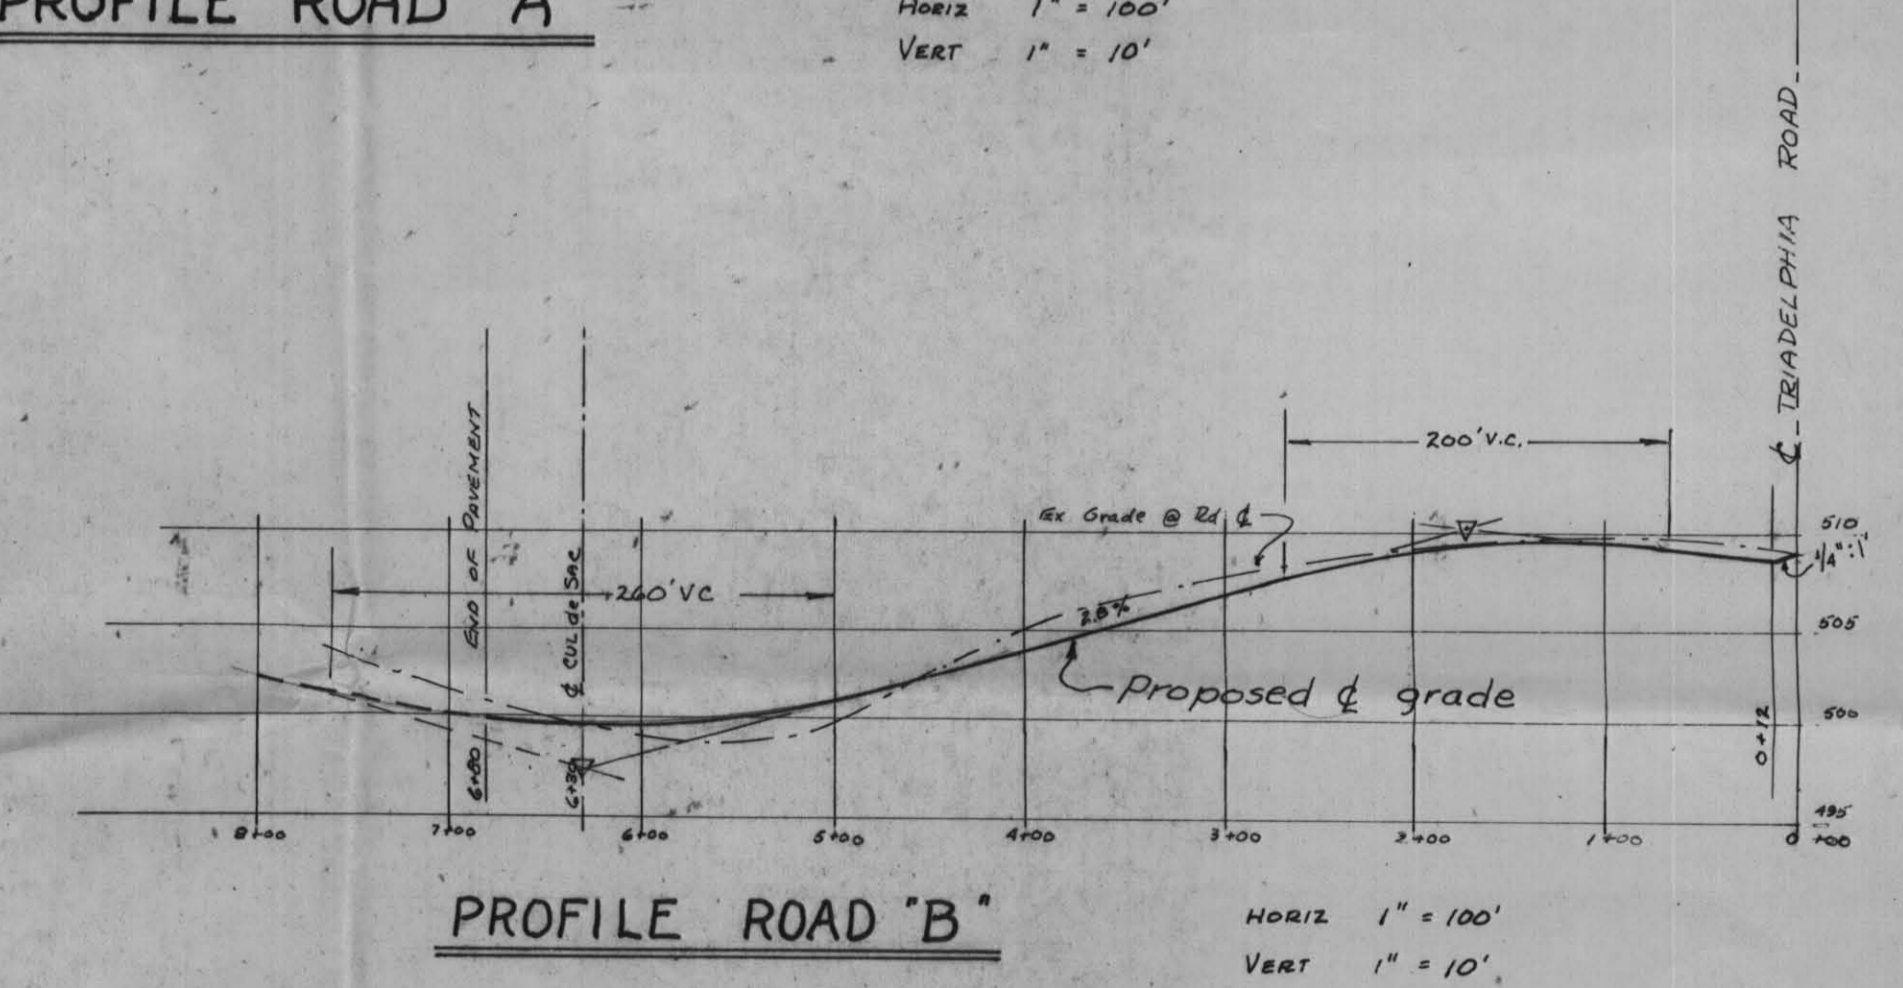 PROFILE ROAD "A"
HORIZ 1" = 100'
VERT 1" = 10'
℄ TRIADELPHIA ROAD
END OF PAVEMENT
℄ CUL de SAC
260' VC
200' V.C.
Ex Grade @ Rd ℄
2.8%
Proposed ℄ grade
510
1/4" : 1'
505
500
495
6+80
6+30
0+12
8+00 7+00 6+00 5+00 4+00 3+00 2+00 1+00 0+00
PROFILE ROAD "B"
HORIZ 1" = 100'
VERT 1" = 10'